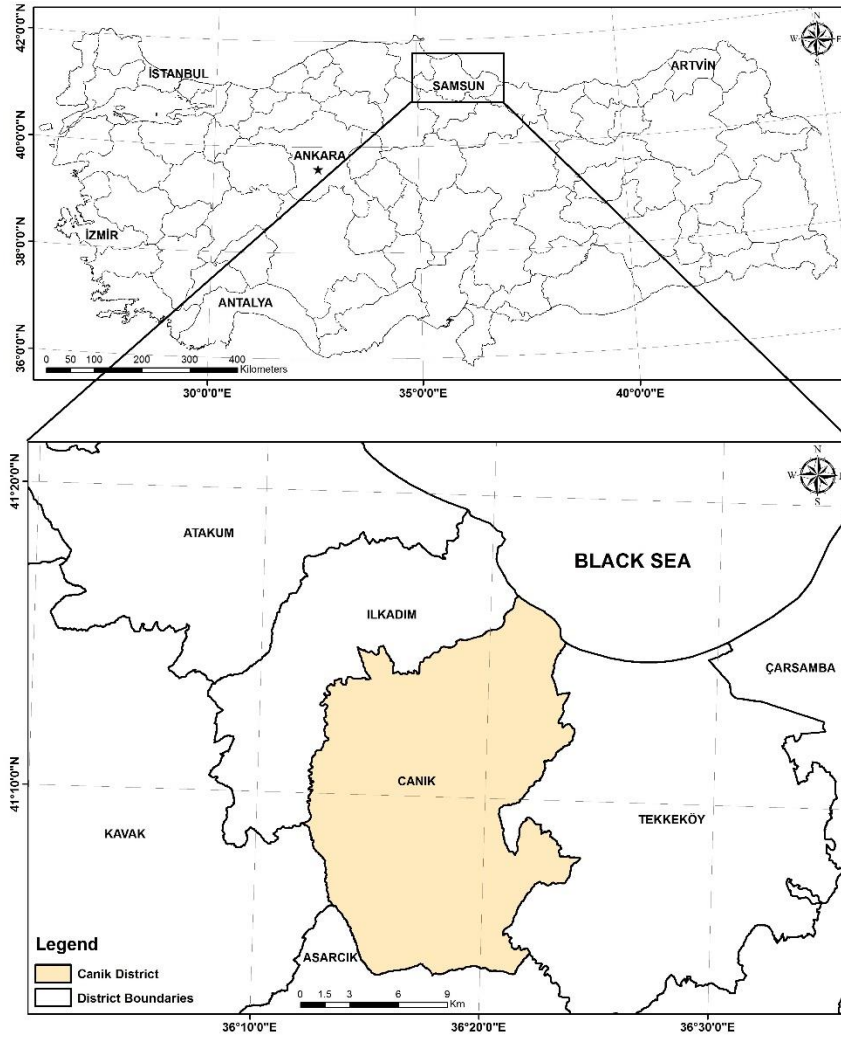 42°0'0"N
40°0'0"N
38°0'0"N
36°0'0"N
N
W E
S
İSTANBUL
SAMSUN
ARTVİN
ANKARA
İZMİR
ANTALYA
0 50 100 200 300 400
Kilometers
30°0'0"E 35°0'0"E 40°0'0"E
41°20'0"N
41°10'0"N
N
W
S
ATAKUM
BLACK SEA
ILKADIM
ÇARSAMBA
CANIK
TEKKEKÖY
KAVAK
ASARCIK
Legend
Canik District
District Boundaries
0 1.5 3 6 9
Km
36°10'0"E 36°20'0"E 36°30'0"E